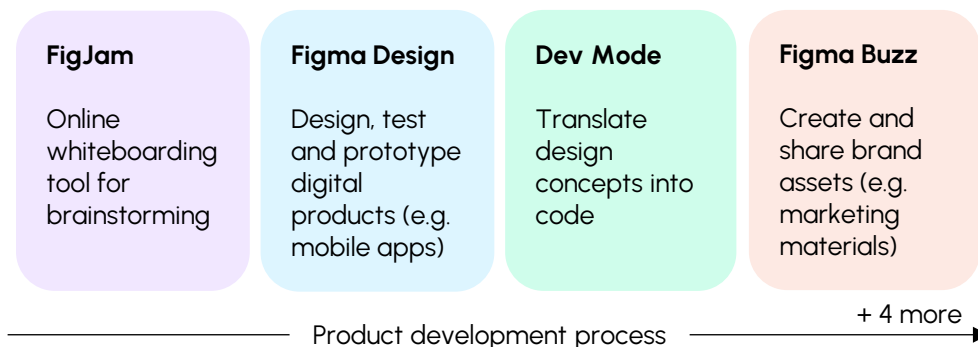 FigJam
Online
whiteboarding
tool for
brainstorming
Figma Design
Design, test
and prototype
digital
products (e.g.
mobile apps)
Dev Mode
Translate
design
concepts into
code
Figma Buzz
Create and
share brand
assets (e.g.
marketing
materials)
+ 4 more
Product development process